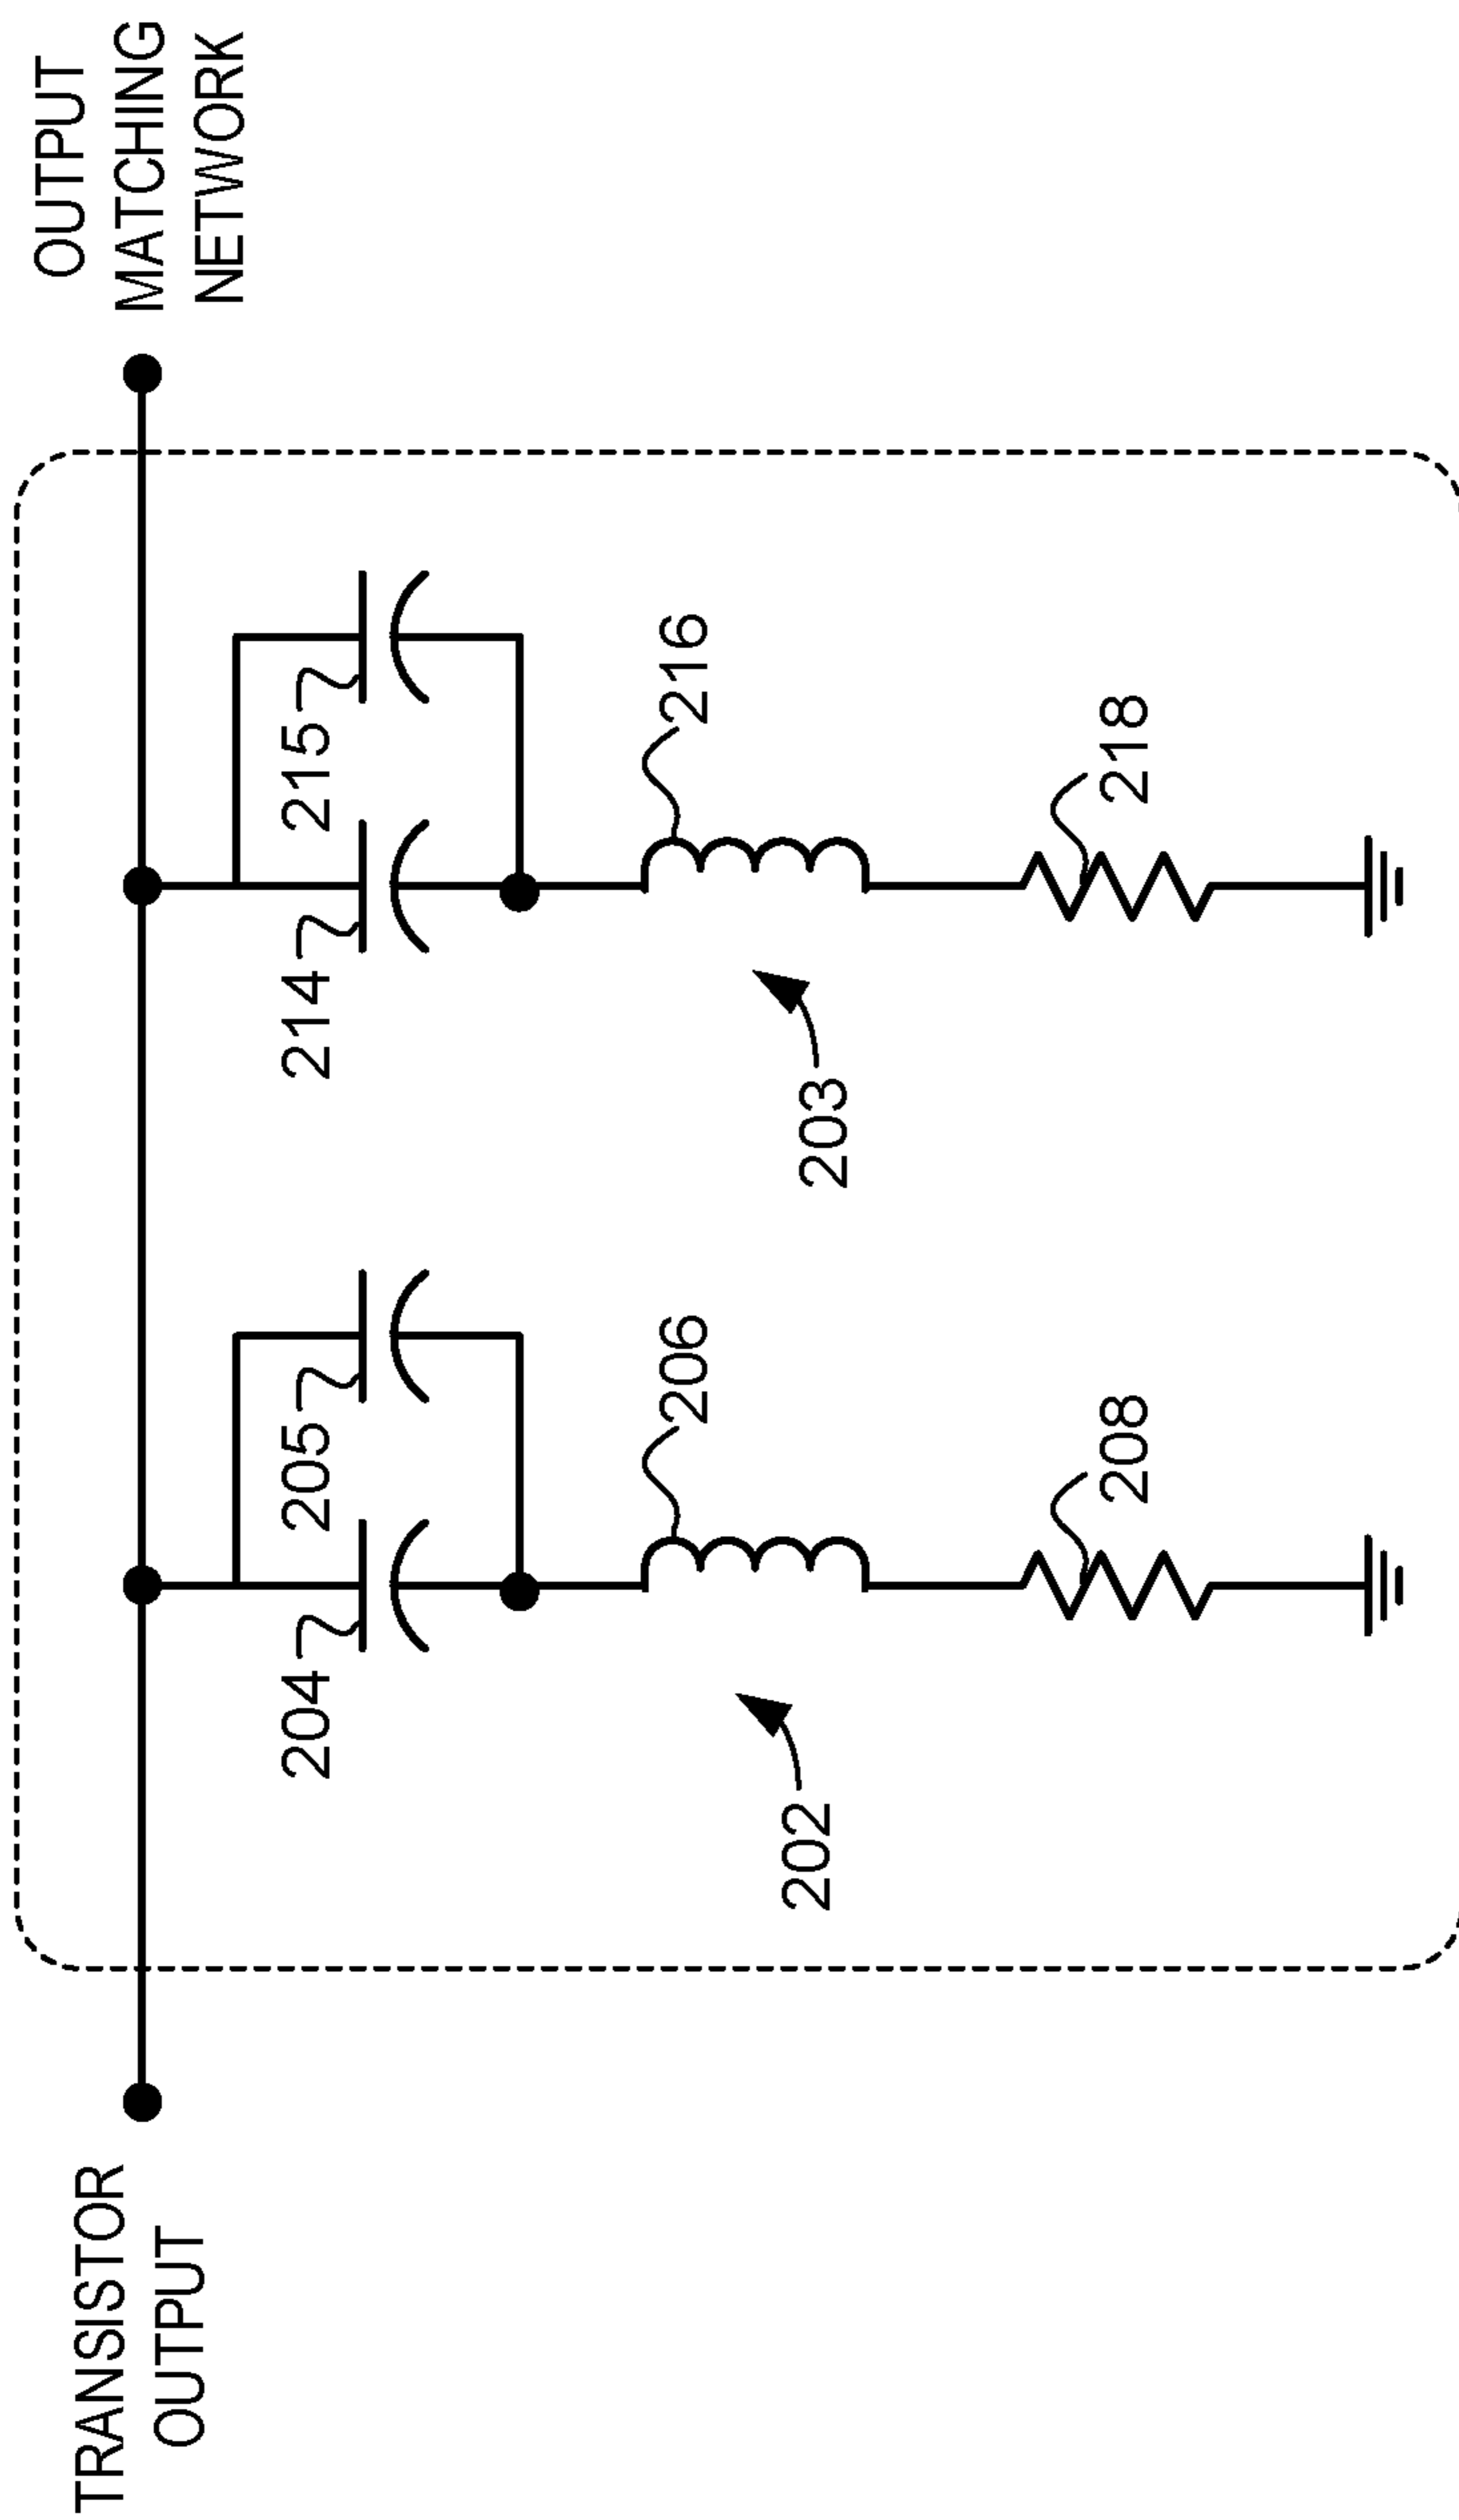 TRANSISTOR
OUTPUT
OUTPUT
MATCHING
NETWORK
204
205
214
215
206
216
202
203
208
218